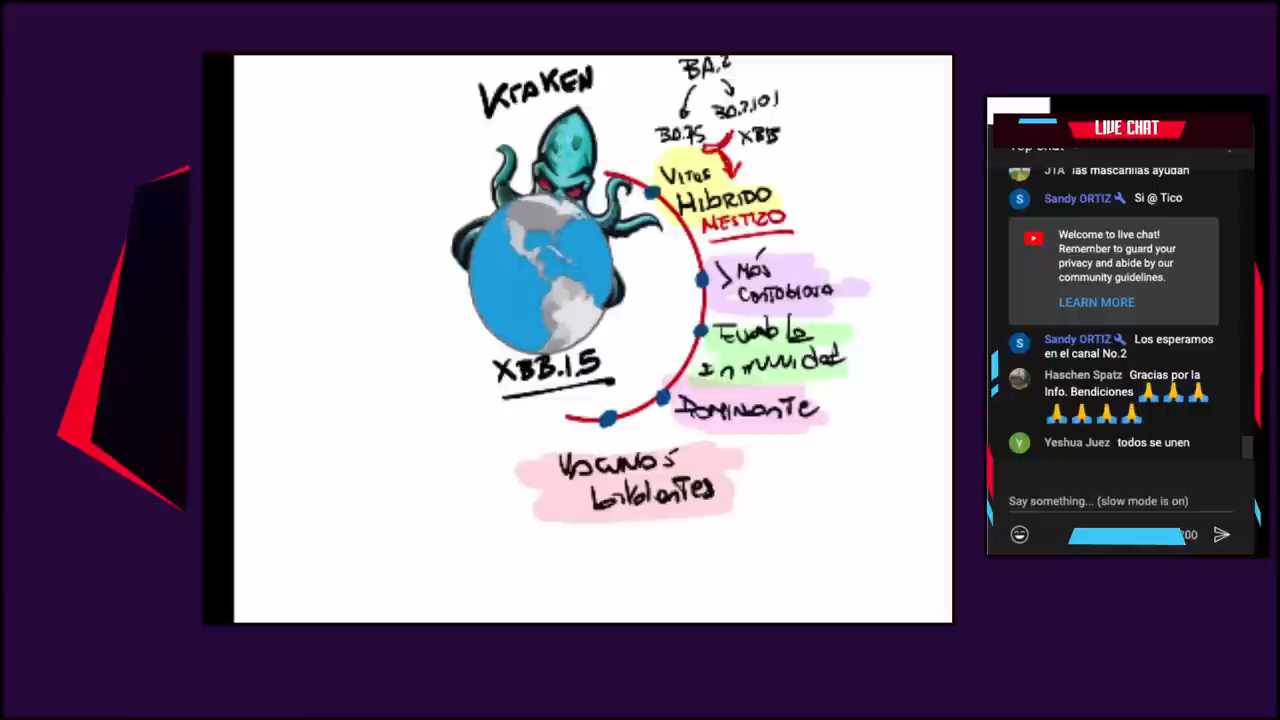 KraKEN
BA.2
BQ.2.10.1
BQ.75
XBB
Virus
HIBRIDO
MESTIZO
> Más
Contagiosa
Evade la
Inmunidad
DOMINANTE
XBB.1.5
Vacunas
bivalentes
LIVE CHAT
JTA las mascarillas ayudan
Sandy ORTIZ Si @ Tico
Welcome to live chat!
Remember to guard your
privacy and abide by our
community guidelines.
LEARN MORE
Sandy ORTIZ Los esperamos
en el canal No.2
Haschen Spatz Gracias por la
Info. Bendiciones 🙏 🙏 🙏
🙏 🙏 🙏 🙏
Y Yeshua Juez todos se unen
Say something... (slow mode is on)